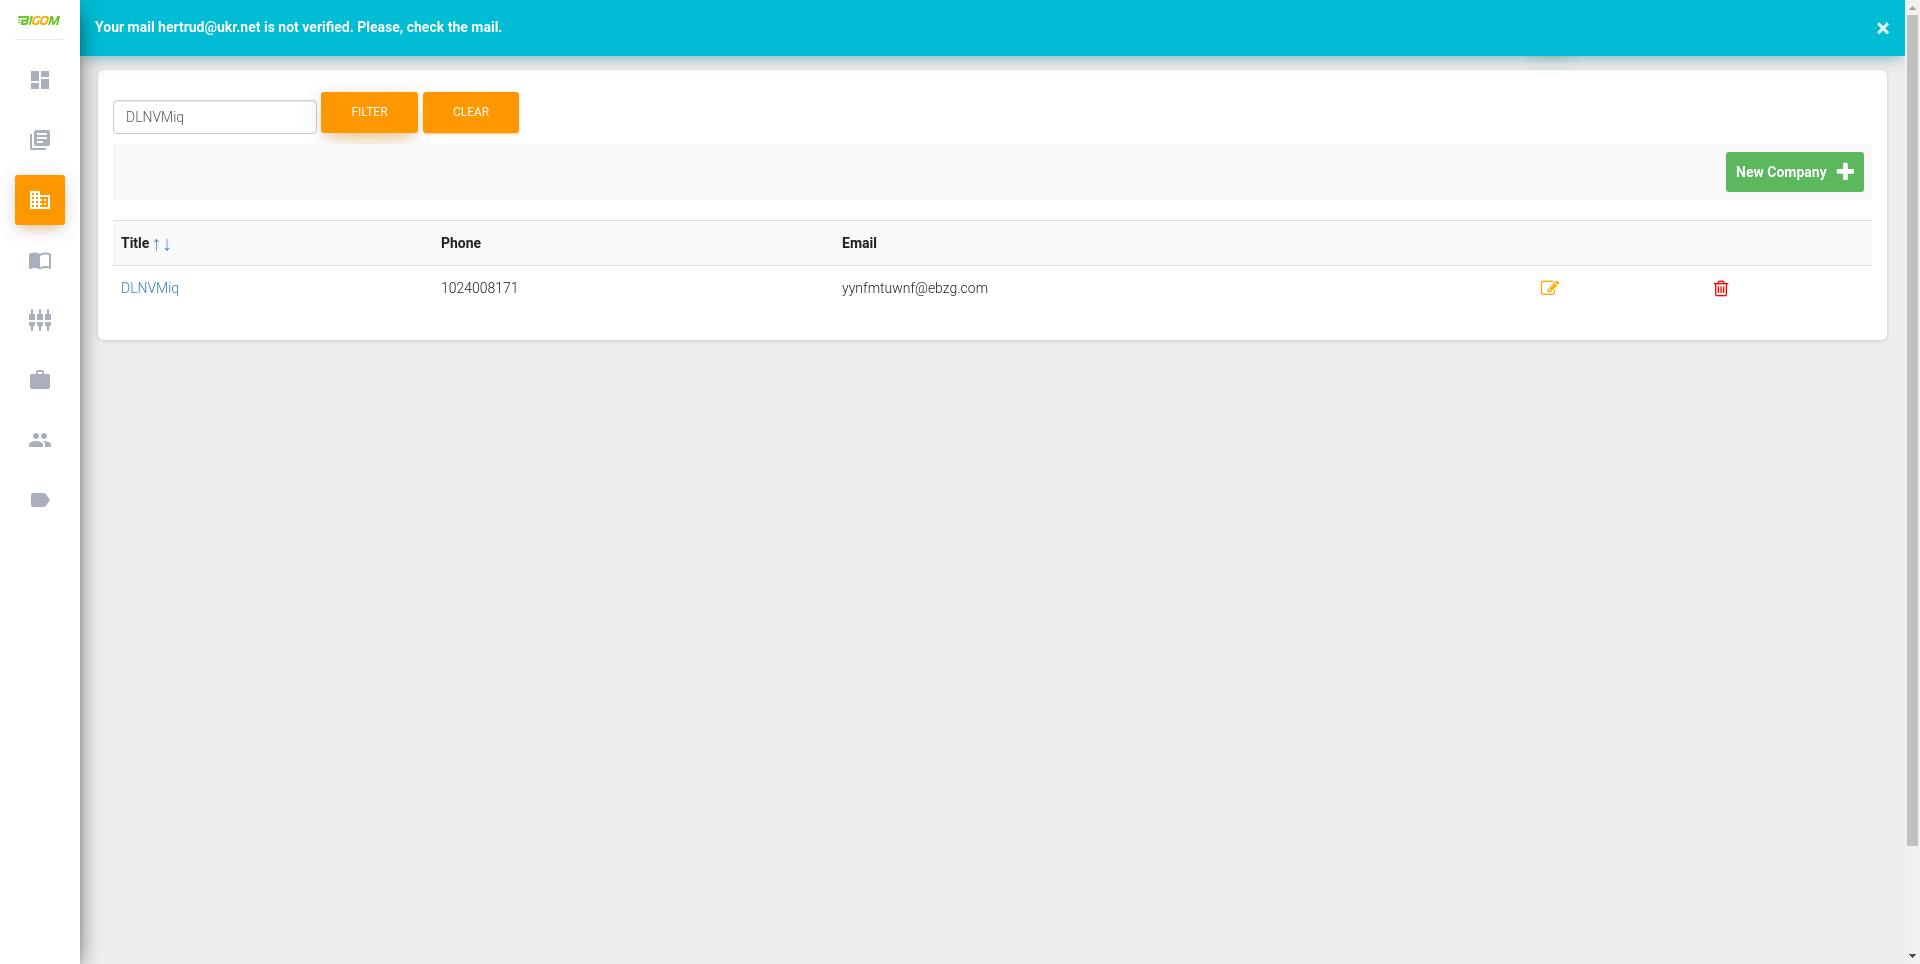 BIGOM
Your mail hertrud@ukr.net is not verified. Please, check the mail.
×
DLNVMiq
FILTER
CLEAR
New Company
Title ↑↓
Phone
Email
DLNVMiq
1024008171
yynfmtuwnf@ebzg.com